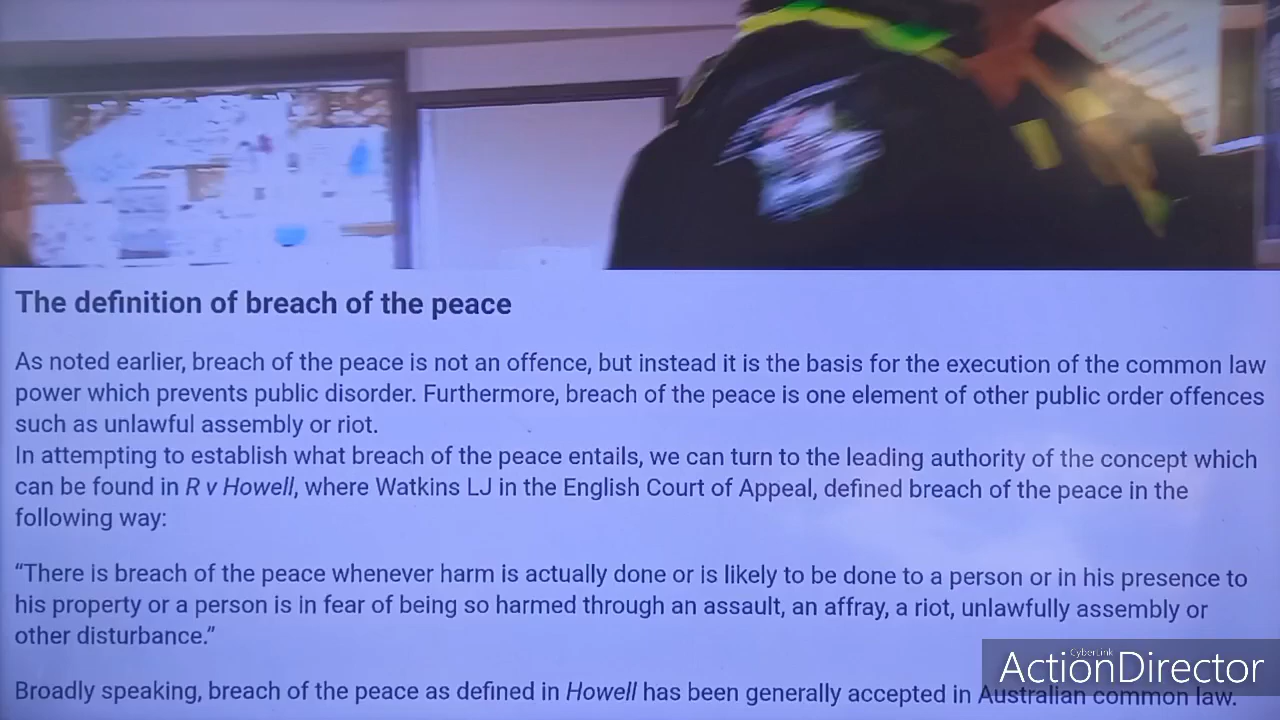 The definition of breach of the peace
As noted earlier, breach of the peace is not an offence, but instead it is the basis for the execution of the common law
power which prevents public disorder. Furthermore, breach of the peace is one element of other public order offences
such as unlawful assembly or riot.
In attempting to establish what breach of the peace entails, we can turn to the leading authority of the concept which
can be found in R v Howell, where Watkins LJ in the English Court of Appeal, defined breach of the peace in the
following way:
“There is breach of the peace whenever harm is actually done or is likely to be done to a person or in his presence to
his property or a person is in fear of being so harmed through an assault, an affray, a riot, unlawfully assembly or
other disturbance.”
CyberLink
ActionDirector
Broadly speaking, breach of the peace as defined in Howell has been generally accepted in Australian common law.